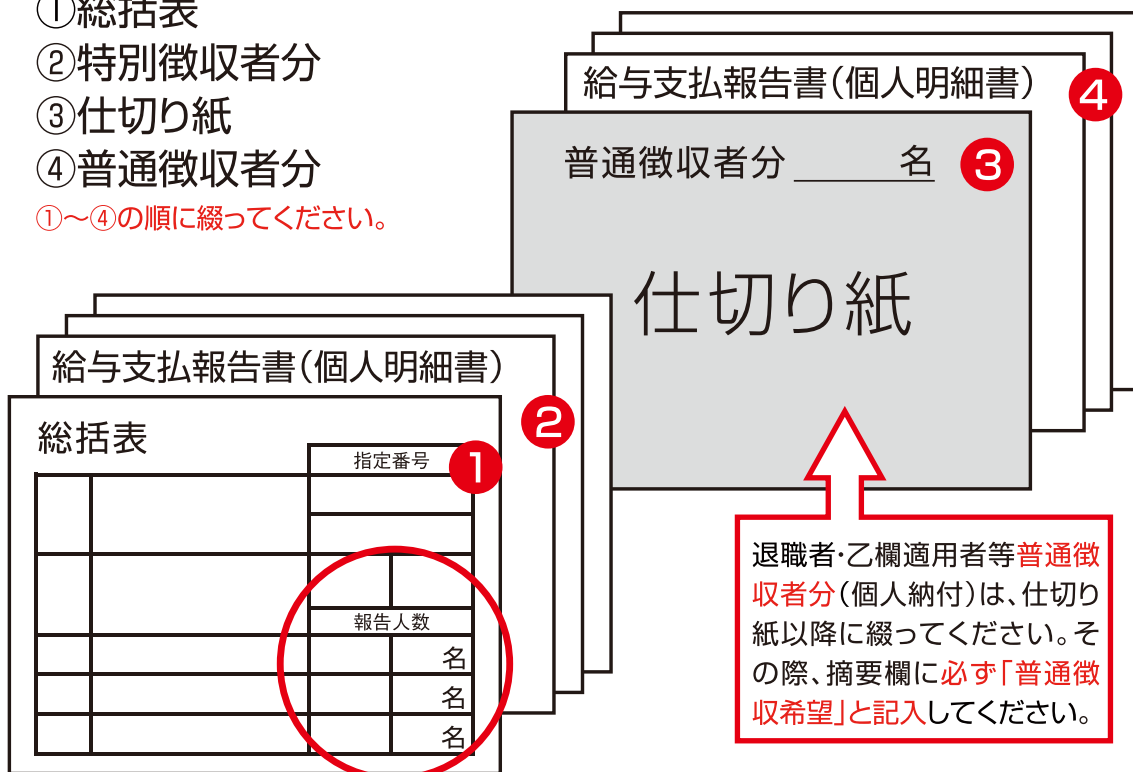 ①総括表
②特別徴収者分
③仕切り紙
④普通徴収者分
①～④の順に綴ってください。
給与支払報告書(個人明細書)
4
普通徴収者分 ＿＿＿名
3
仕切り紙
給与支払報告書(個人明細書)
2
総括表
指定番号
1
報告人数
名
名
名
退職者・乙欄適用者等普通徴
収者分(個人納付)は、仕切り
紙以降に綴ってください。そ
の際、摘要欄に必ず「普通徴
収希望」と記入してください。